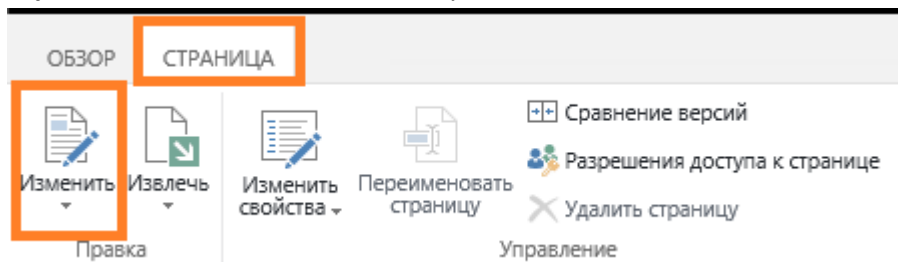 ОБЗОР СТРАНИЦА
Сравнение версий
Разрешения доступа к странице
Изменить Извлечь Изменить Переименовать
свойства страницу
Удалить страницу
Правка Управление